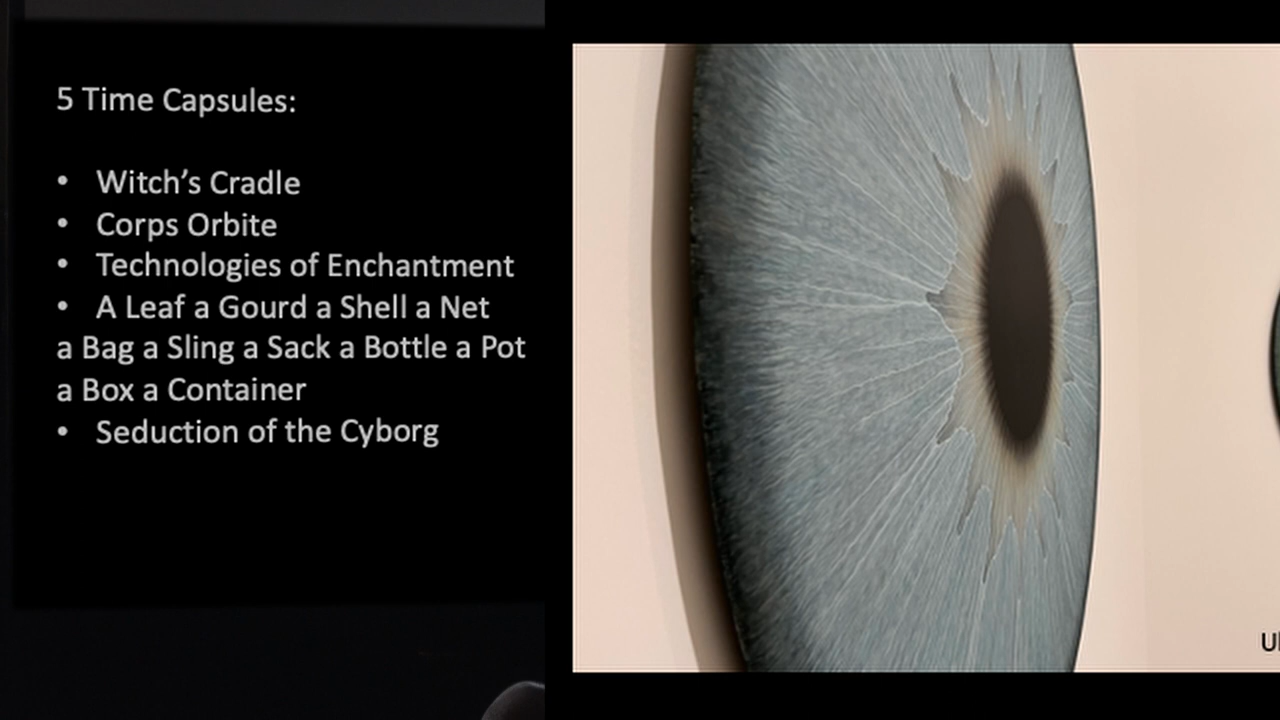 5 Time Capsules:
• Witch's Cradle
• Corps Orbite
• Technologies of Enchantment
• A Leaf a Gourd a Shell a Net
a Bag a Sling a Sack a Bottle a Pot
a Box a Container
• Seduction of the Cyborg